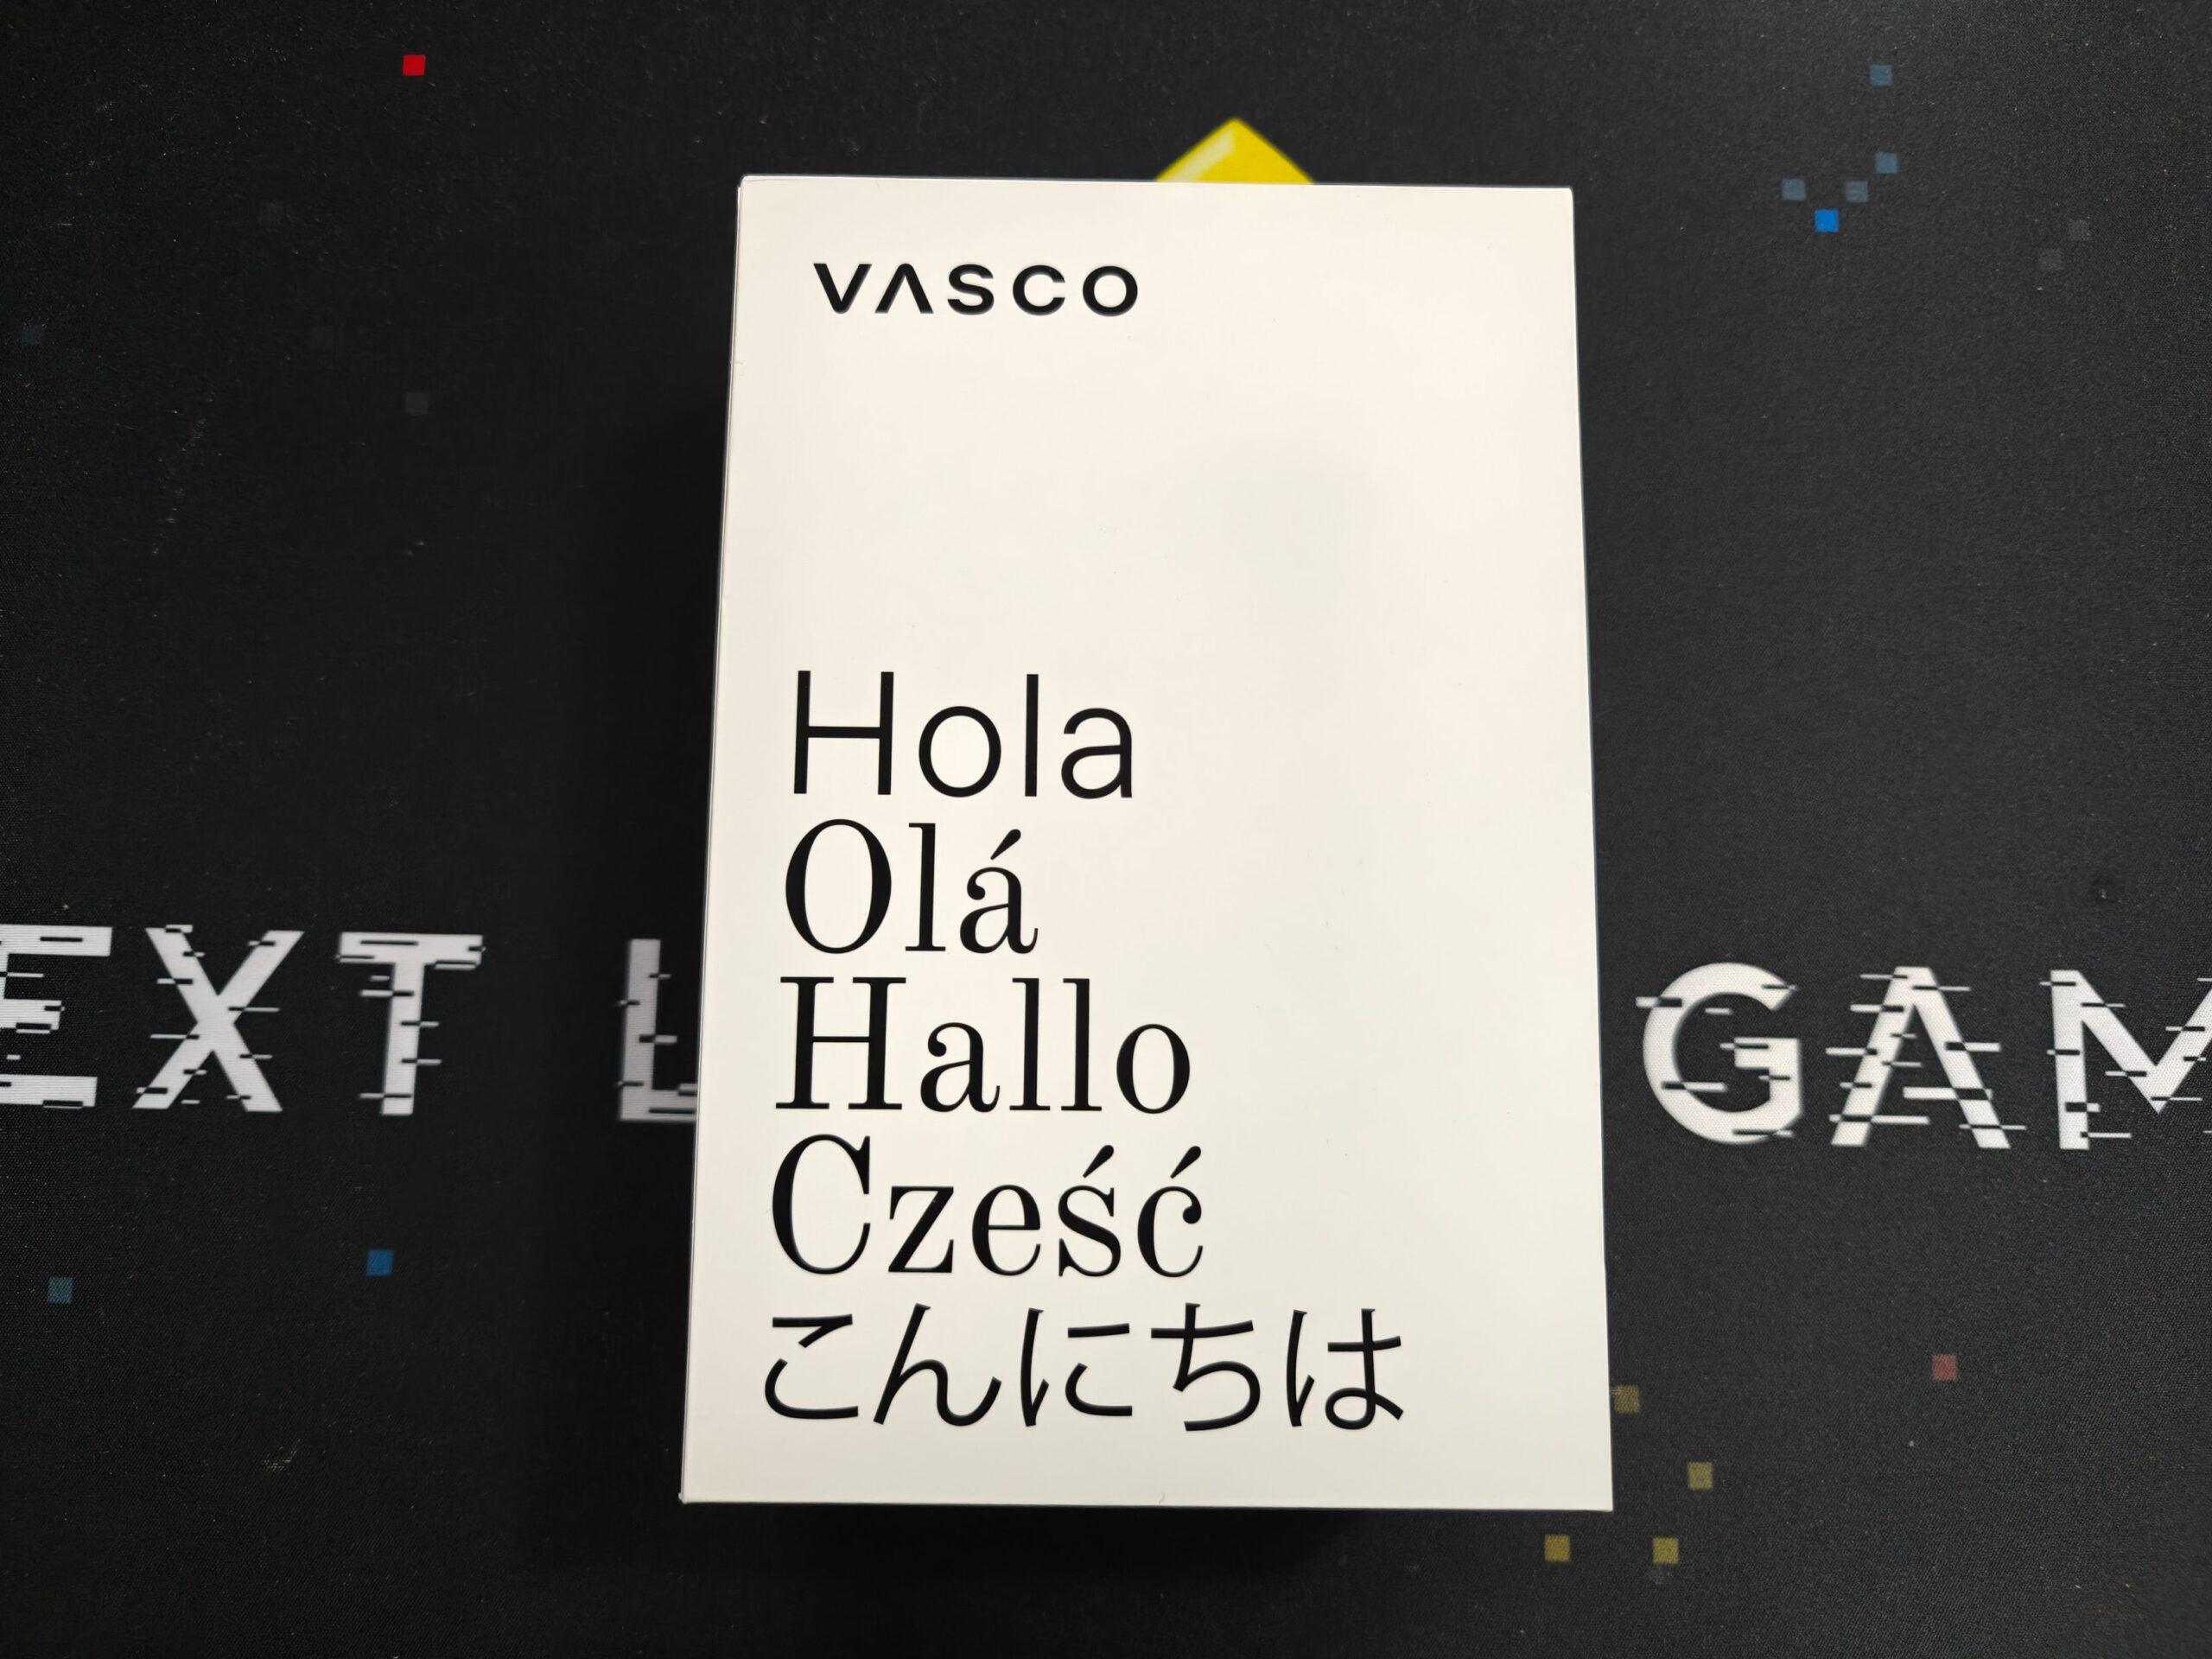 VASCO
Hola
Olá
Hallo
Cześć
こんにちは
EXT L GAM